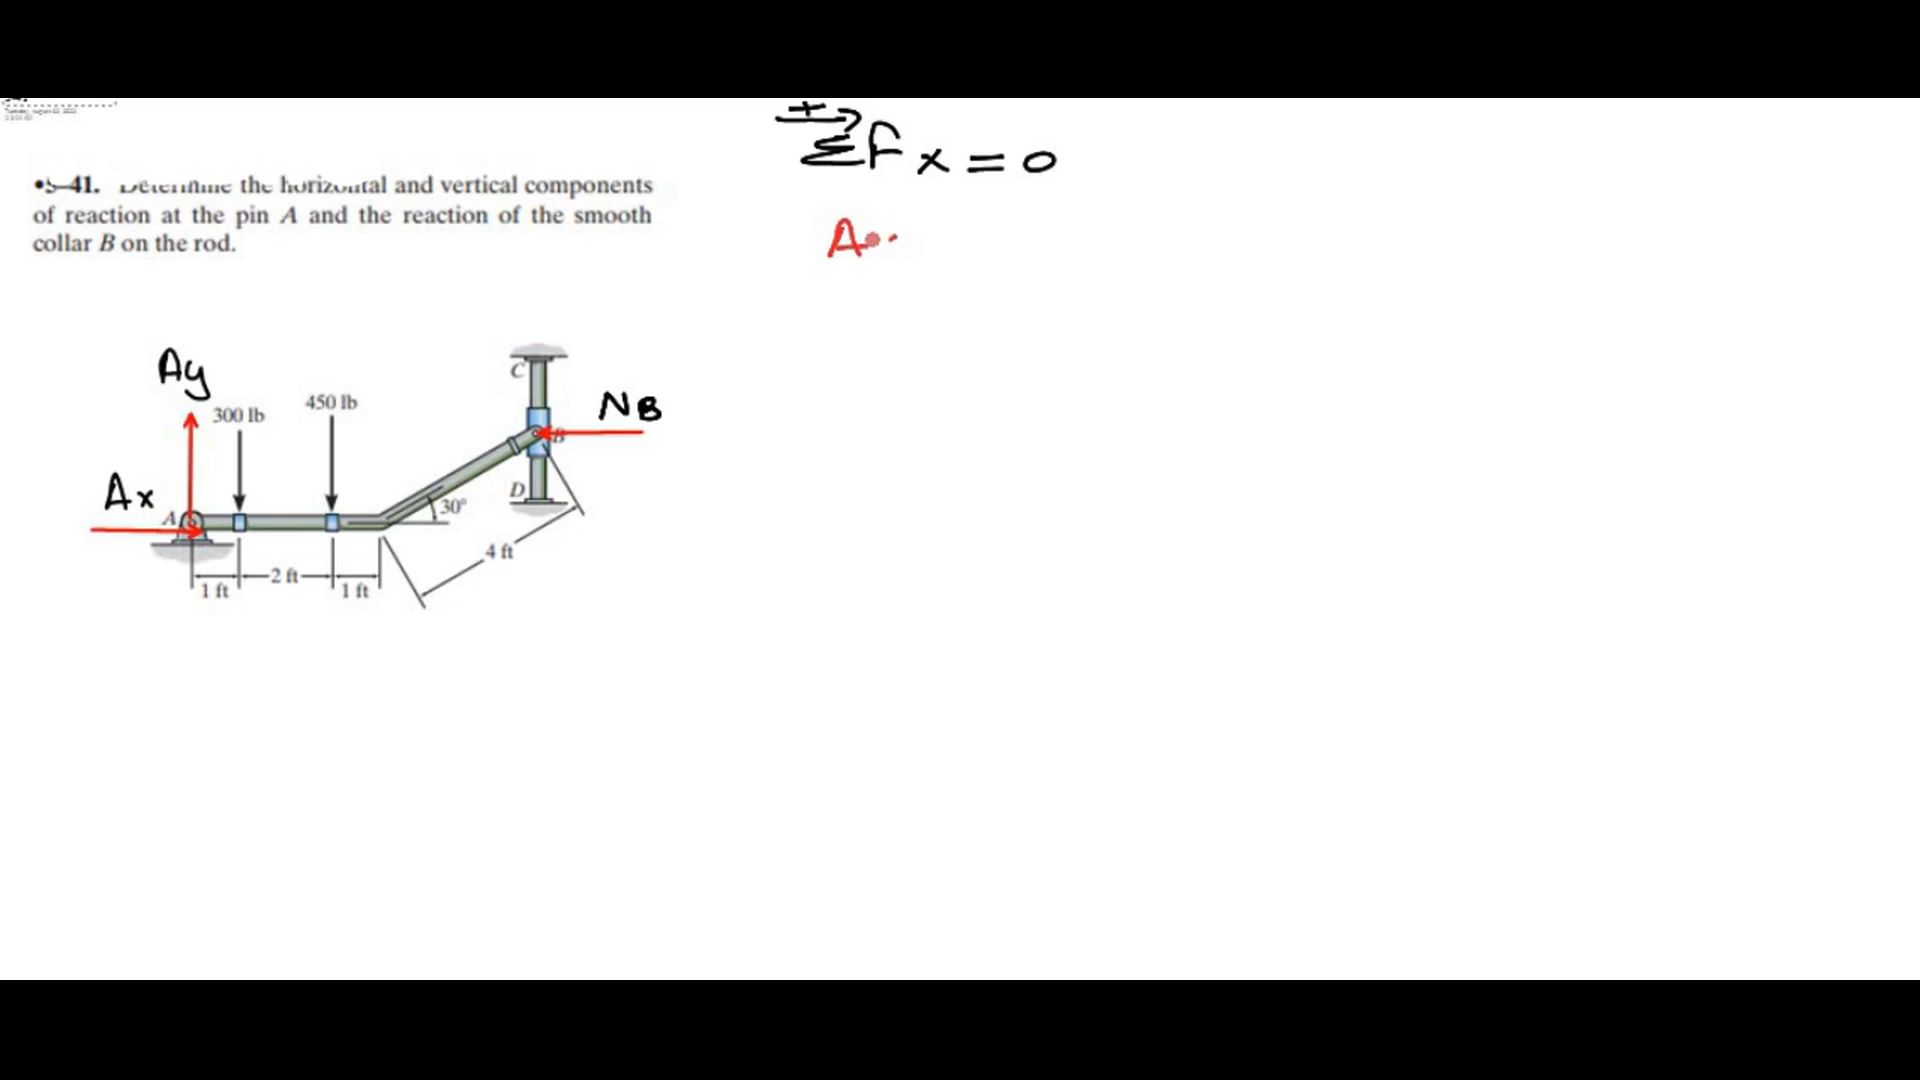 •5–41. Determine the horizontal and vertical components
of reaction at the pin A and the reaction of the smooth
collar B on the rod.
Ay
300 lb
450 lb
C
NB
B
Ax
A
D
30°
4 ft
1 ft
2 ft
1 ft
+
ΣFx = 0
A